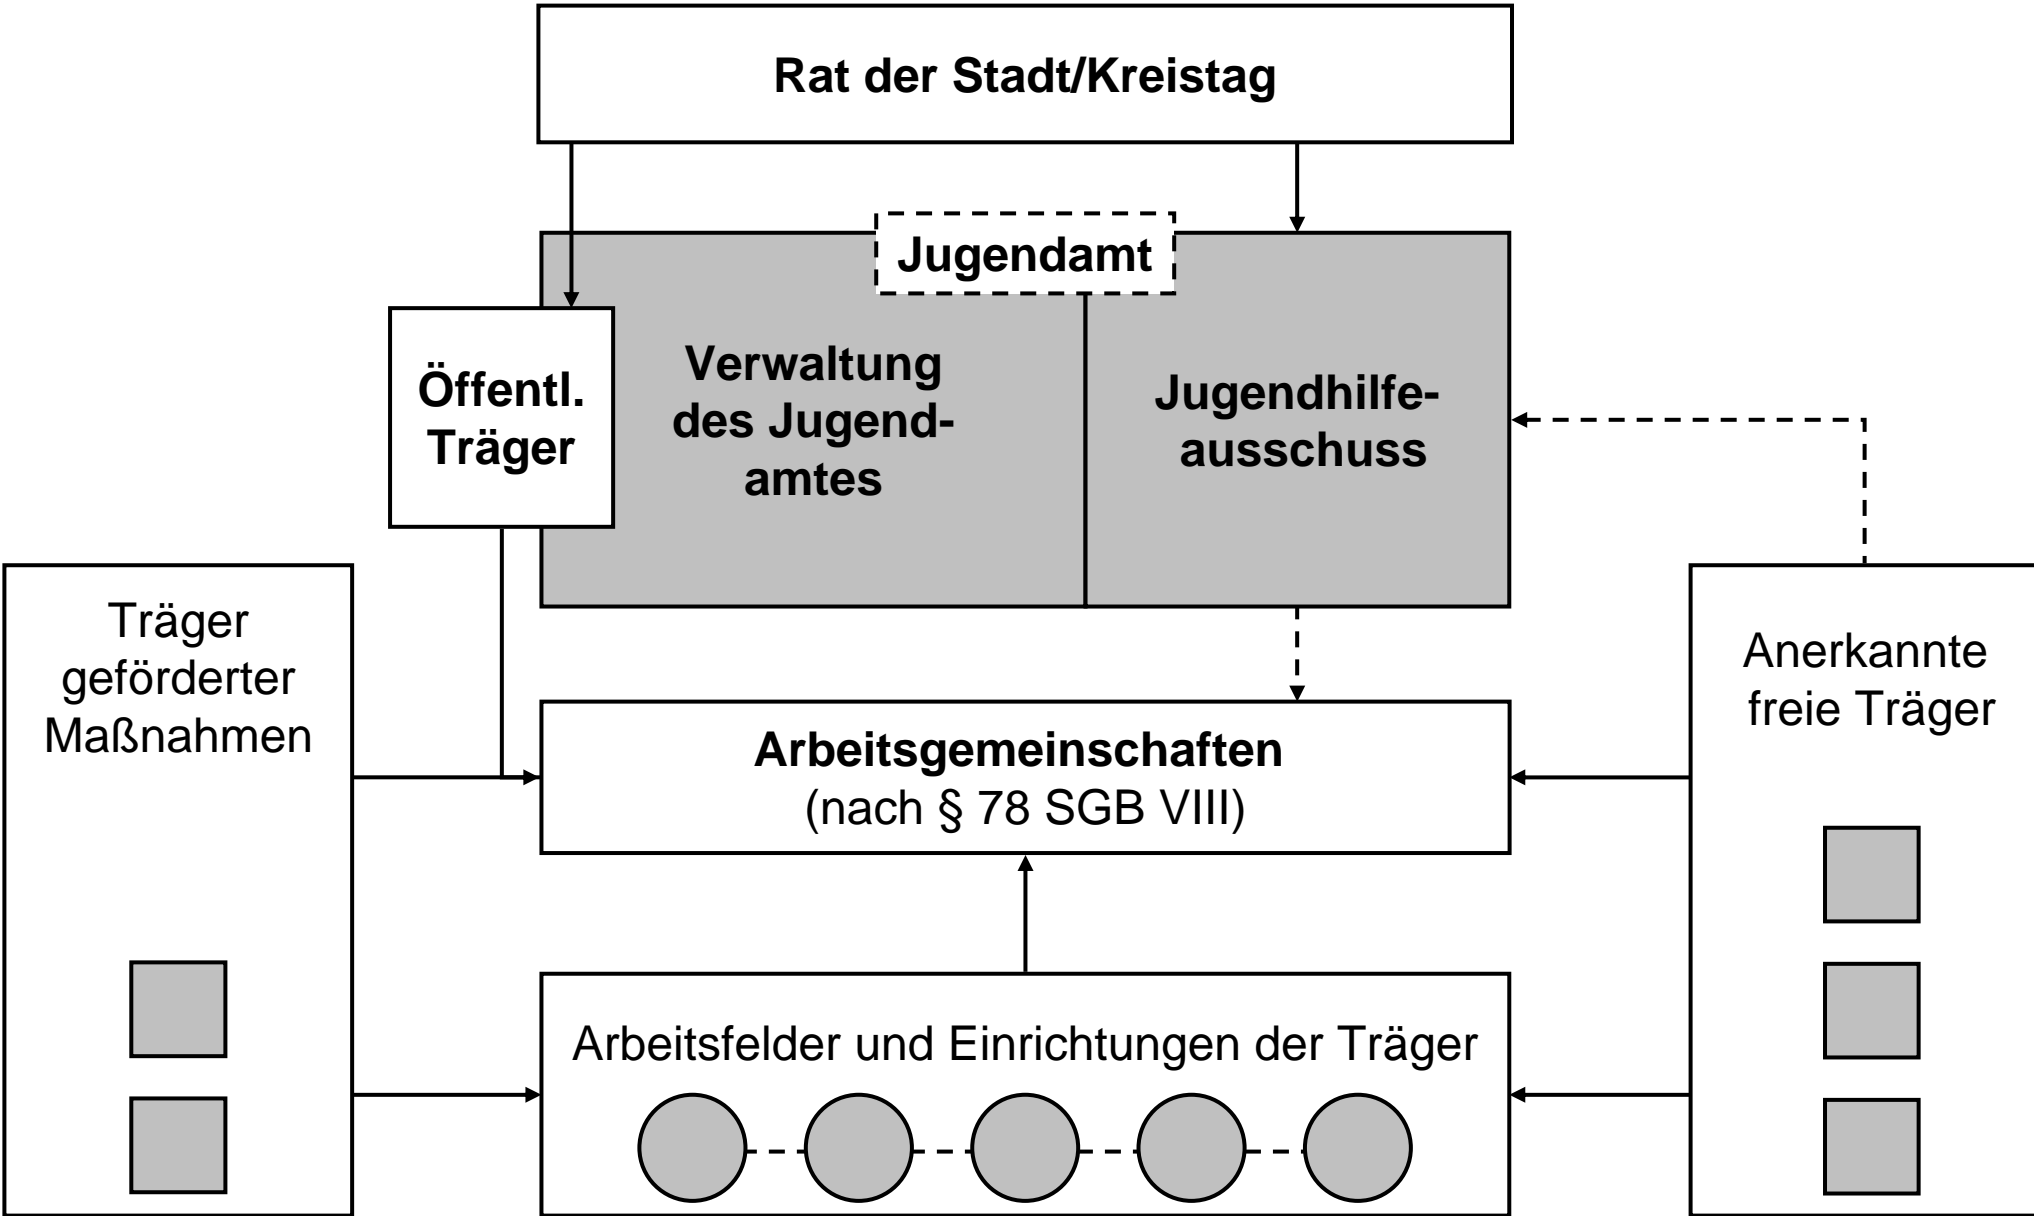 Rat der Stadt/Kreistag
Jugendamt
Öffentl.
Träger
Verwaltung
des Jugend-
amtes
Jugendhilfe-
ausschuss
Träger
geförderter
Maßnahmen
Anerkannte
freie Träger
Arbeitsgemeinschaften
(nach § 78 SGB VIII)
Arbeitsfelder und Einrichtungen der Träger